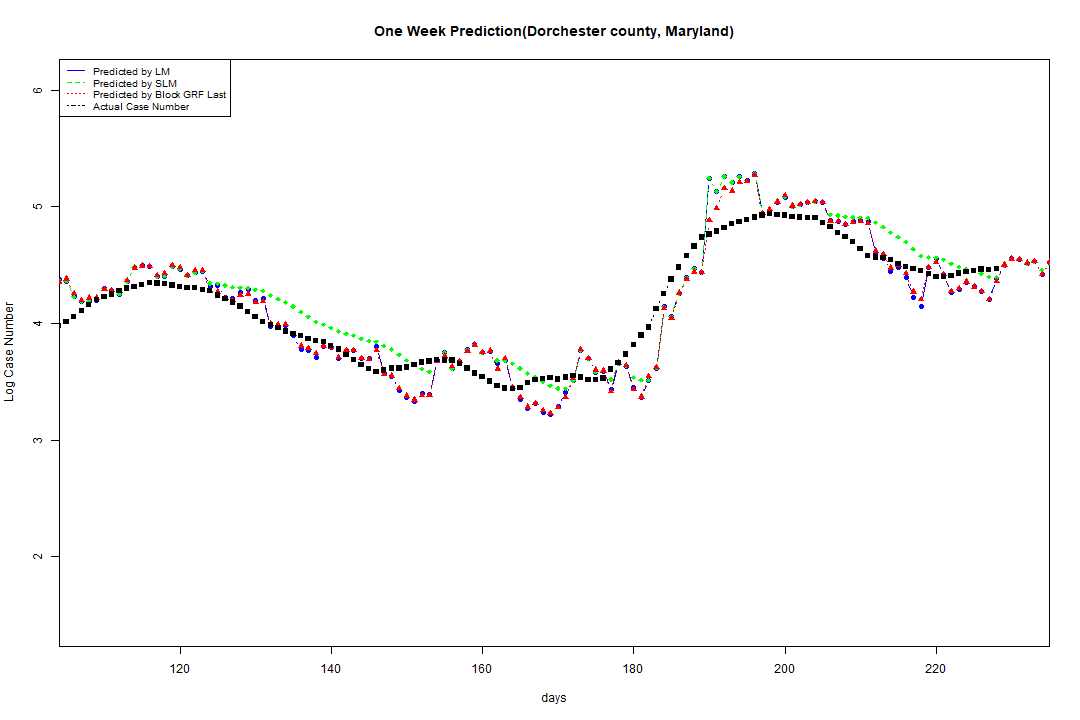 One Week Prediction(Dorchester county, Maryland)
Predicted by LM
Predicted by SLM
Predicted by Block GRF Last
Actual Case Number
6
5
4
3
2
Log Case Number
120 140 160 180 200 220
days